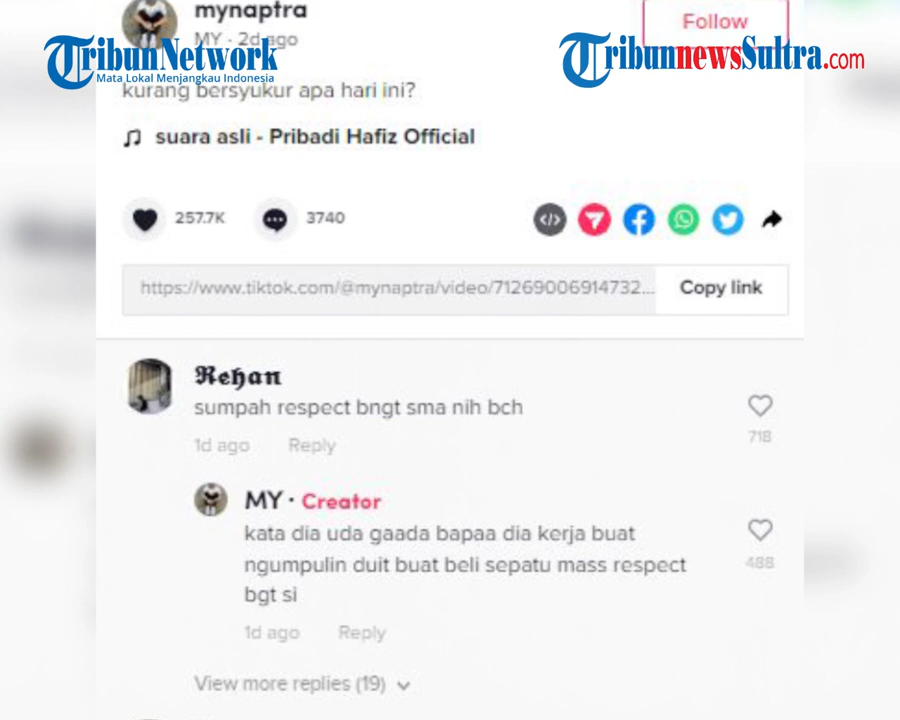 mynaptra
MY · 2d ago
Follow
TribunNetwork
Mata Lokal Menjangkau Indonesia
TribunnewsSultra.com
kurang bersyukur apa hari ini?
suara asli - Pribadi Hafiz Official
257.7K
3740
https://www.tiktok.com/@mynaptra/video/71269006914732...
Copy link
Rehan
sumpah respect bngt sma nih bch
1d ago Reply
718
MY · Creator
kata dia uda gaada bapaa dia kerja buat
ngumpulin duit buat beli sepatu mass respect
bgt si
488
1d ago Reply
View more replies (19)